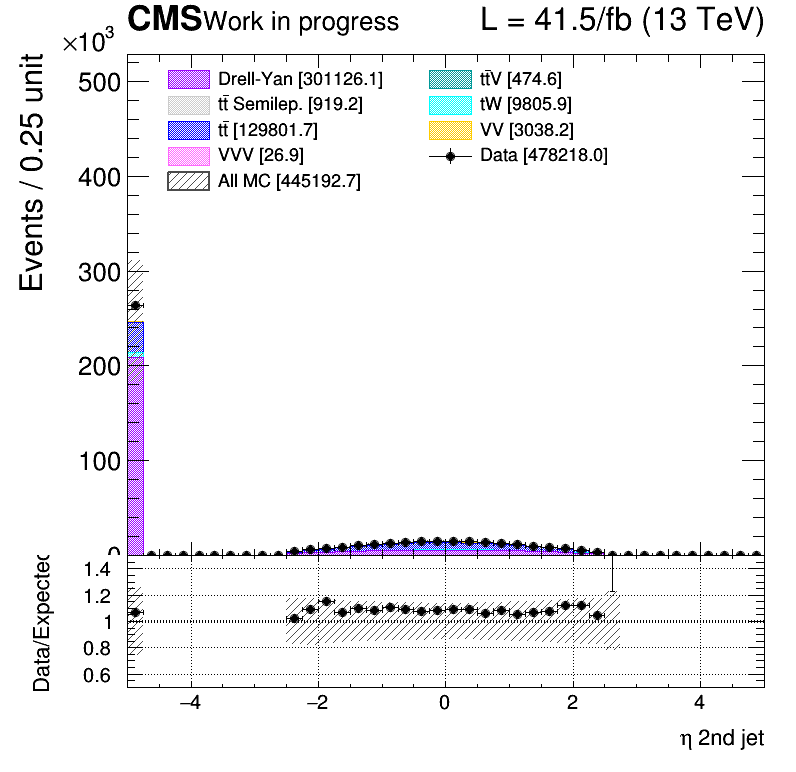 CMS Work in progress L = 41.5/fb (13 TeV)
×10³
Events / 0.25 unit
500
400
300
200
100
0
Drell-Yan [301126.1]
tt̄ Semilep. [919.2]
tt̄ [129801.7]
VVV [26.9]
All MC [445192.7]
tt̄V [474.6]
tW [9805.9]
VV [3038.2]
Data [478218.0]
Data/Expected
1.4
1.2
1
0.8
0.6
−4 −2 0 2 4
η 2nd jet